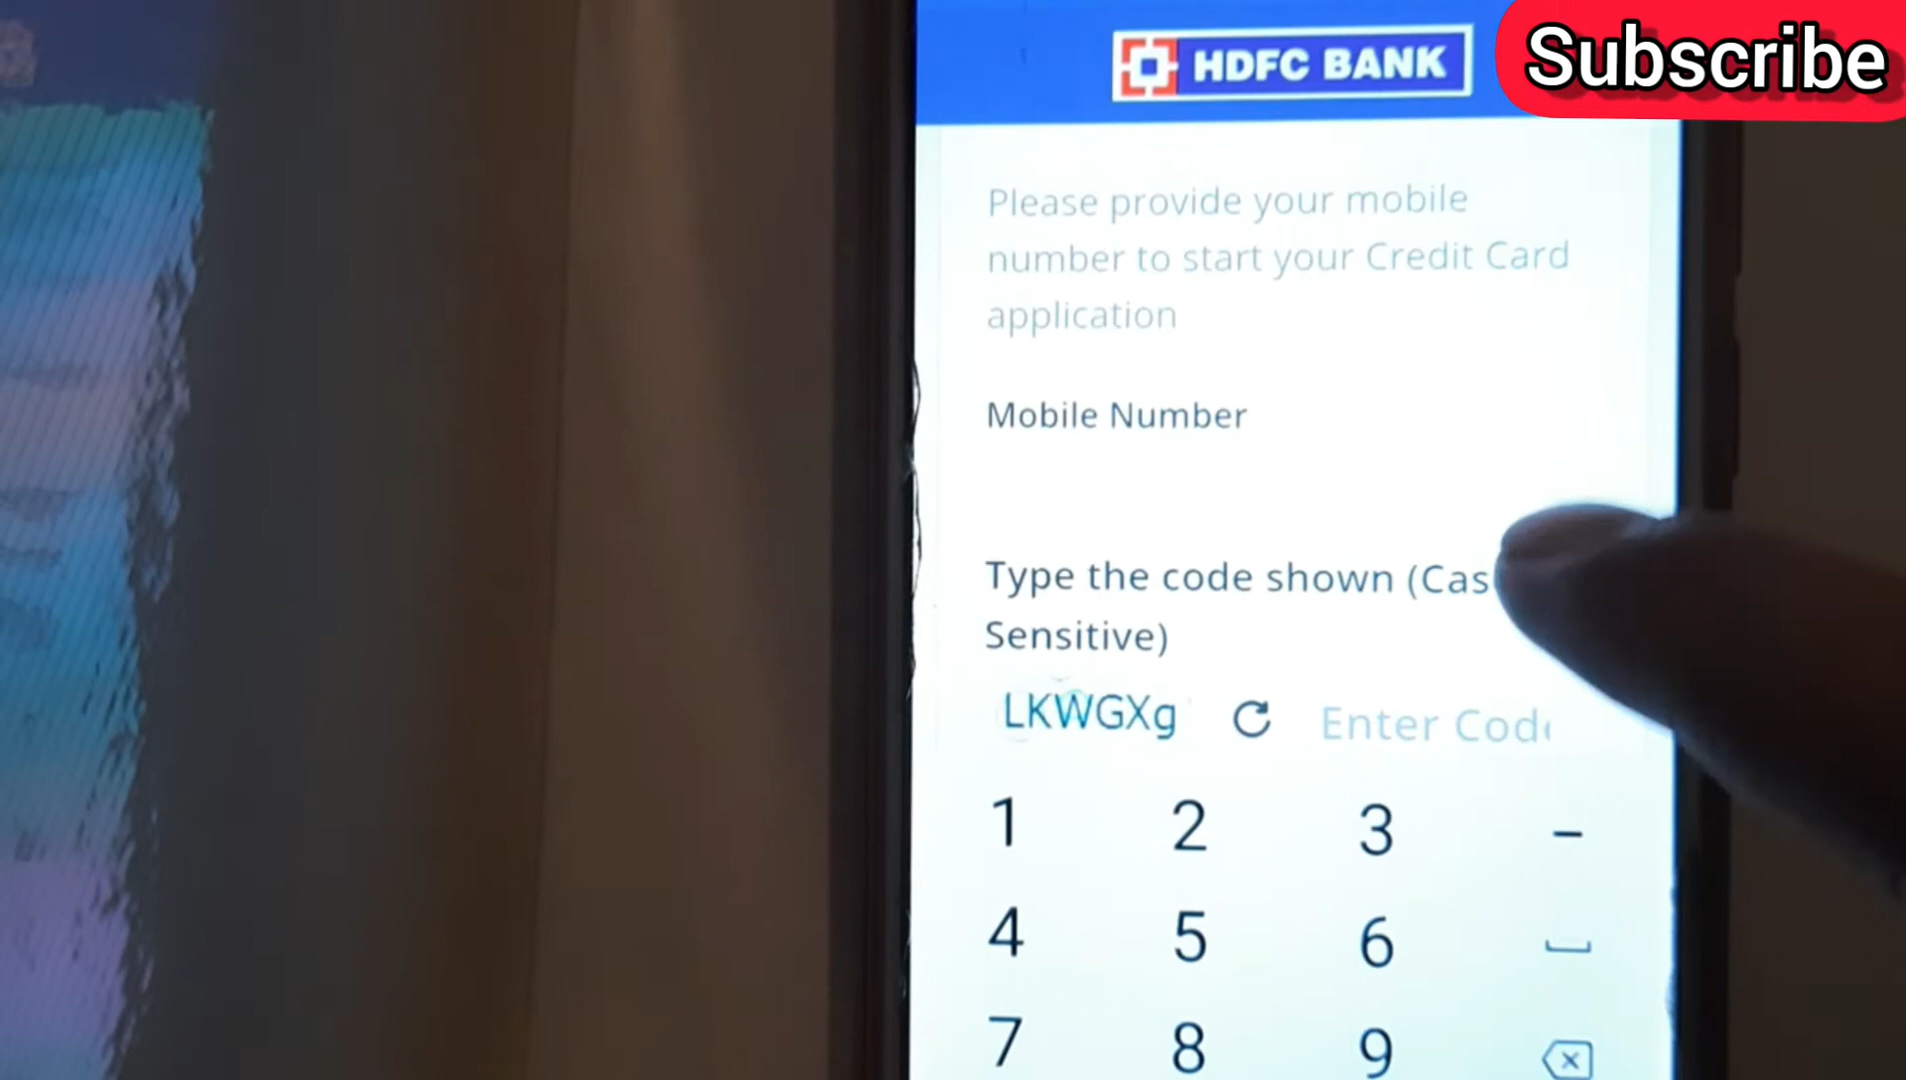 HDFC BANK
Subscribe
Please provide your mobile
number to start your Credit Card
application
Mobile Number
Type the code shown (Cas
Sensitive)
LKWGXg Enter Cod
1 2 3 -
4 5 6
7 8 9